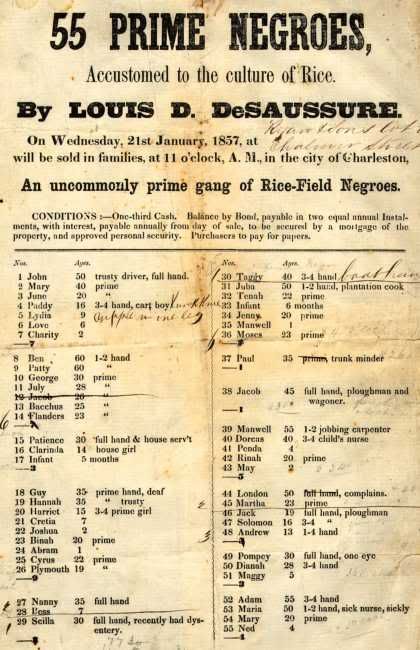 55 PRIME NEGROES,
Accustomed to the culture of Rice.
By LOUIS D. DeSAUSSURE.
On Wednesday, 21st January, 1857, at
will be sold in families, at 11 o'clock, A. M., in the city of Charleston,
An uncommonly prime gang of Rice-Field Negroes.
CONDITIONS:—One-third Cash. Balance by Bond, payable in two equal annual Instal-
ments, with interest, payable annually from day of sale, to be secured by a mortgage of the
property, and approved personal security. Purchasers to pay for papers.
Nos. Ages.
1 John 50 trusty driver, full hand.
2 Mary 40 prime
3 June 20 "
4 Paddy 16 3-4 hand, cart boy
5 Lydia 9
6 Love 6
7 Charity 2
—7
8 Ben 60 1-2 hand
9 Patty 60
10 George 30 prime
11 July 28 "
12 Jacob 26 "
13 Bacchus 25 "
14 Flanders 23 "
—7
15 Patience 30 full hand & house serv't
16 Clarinda 14 house girl
17 Infant 5 months
—3
18 Guy 35 prime hand, deaf
19 Hannah 35 " trusty
20 Harriet 15 3-4 prime girl
21 Cretia 7
22 Joshua 2
23 Binah 20 prime
24 Abram 1
25 Cyrus 22 prime
26 Plymouth 19 "
—9
27 Nanny 35 full hand
28 Bess 7
29 Scilla 30 full hand, recently had dys-
entery.
Nos. Ages.
30 Taggy 40 3-4 hand
31 Juba 50 1-2 hand, plantation cook
32 Tenah 22 prime
33 Infant 6 months
34 Jenny 20 prime
35 Manwell 1
36 Moses 23 prime
37 Paul 35 prime, trunk minder
—1
38 Jacob 45 full hand, ploughman and
wagoner.
—1
39 Manwell 55 1-2 jobbing carpenter
40 Dorcas 40 3-4 child's nurse
41 Penda 4
42 Rinah 20 prime
43 May 2
44 London 50 full hand, complains.
45 Martha 23 prime
46 Jack 19 full hand, ploughman
47 Solomon 16 3-4 "
48 Andrew 13 1-4 hand
49 Pompey 30 full hand, one eye
50 Dianah 28 3-4 hand
51 Maggy 5
—3
52 Adam 55 3-4 hand
53 Maria 50 1-2 hand, sick nurse, sickly
54 Mary 20 prime
55 Ned 4